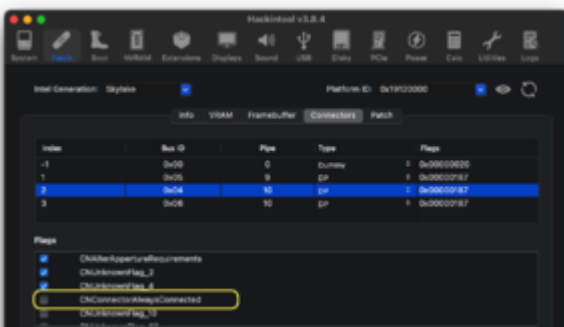 Hackintool v3.8.4
System Patch Boot NVRAM Extensions Displays Sound USB Disks PCIe Power Calc Utilities Logs
Intel Generation: Skylake Platform ID: 0x19120000
Info VRAM Framebuffer Connectors Patch
Index Bus ID Pipe Type Flags
-1 0x00 0 Dummy 0x00000020
1 0x05 9 DP 0x00000187
2 0x04 10 DP 0x00000187
3 0x06 10 DP 0x00000187
Flags
CNAlterAppertureRequirements
CNUnknownFlag_2
CNUnknownFlag_4
CNConnectorAlwaysConnected
CNUnknownFlag_10